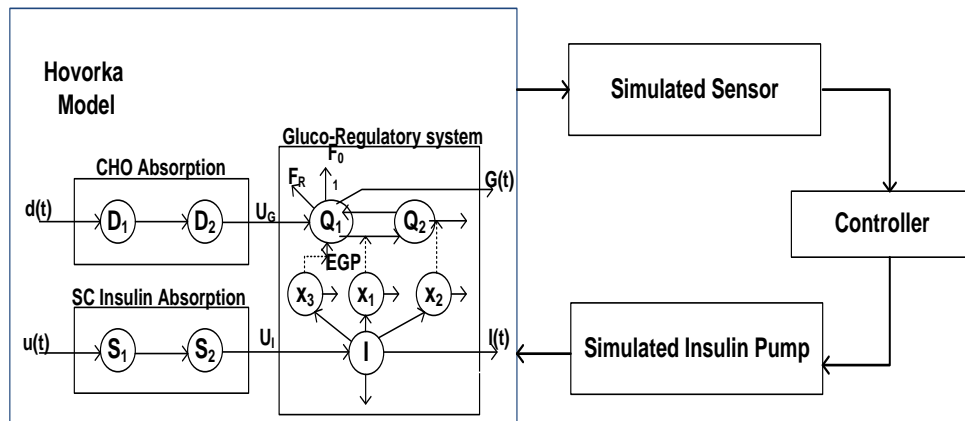 Hovorka
Model
Gluco-Regulatory system
CHO Absorption
d(t)
D1
D2
UG
FR
F0
1
G(t)
Q1
Q2
EGP
x3
x1
x2
SC Insulin Absorption
u(t)
S1
S2
UI
I
I(t)
Simulated Sensor
Controller
Simulated Insulin Pump